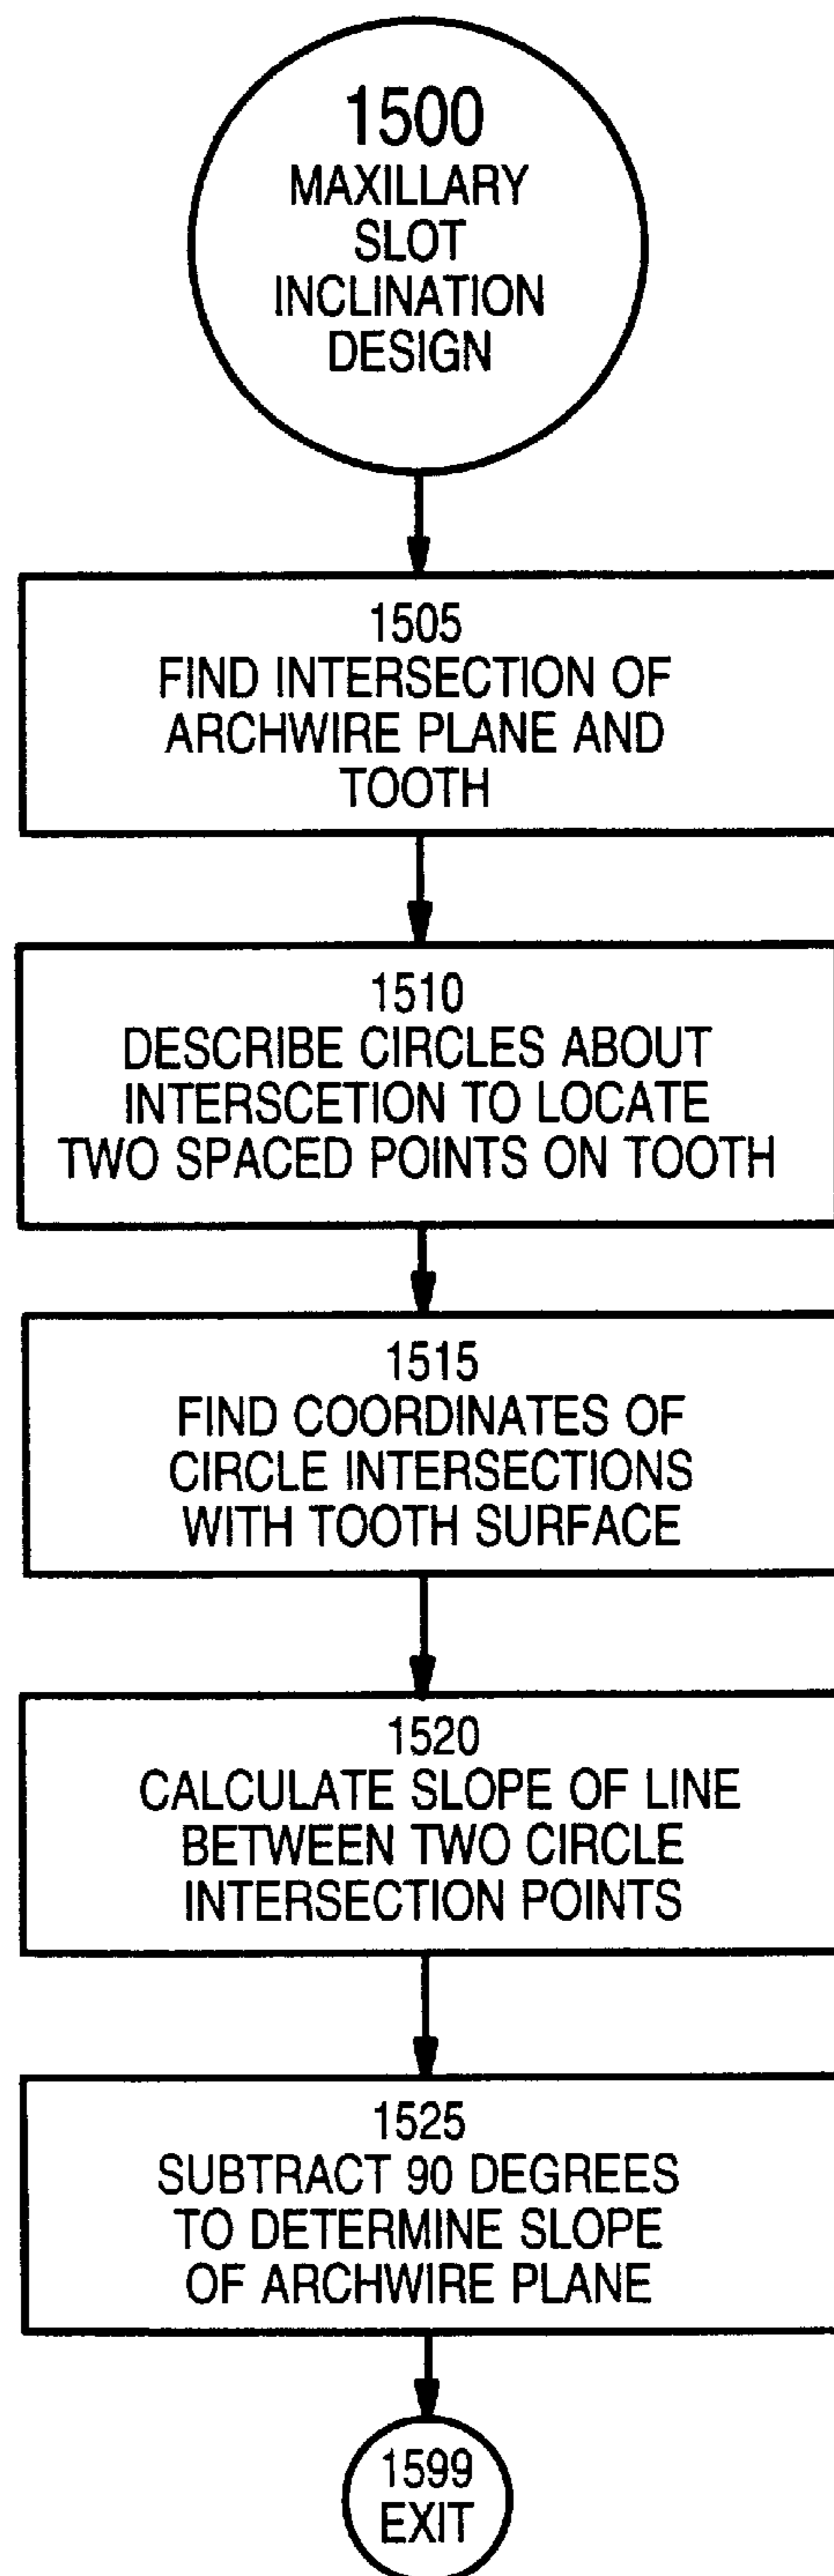 1500
MAXILLARY
SLOT
INCLINATION
DESIGN
1505
FIND INTERSECTION OF
ARCHWIRE PLANE AND
TOOTH
1510
DESCRIBE CIRCLES ABOUT
INTERSCETION TO LOCATE
TWO SPACED POINTS ON TOOTH
1515
FIND COORDINATES OF
CIRCLE INTERSECTIONS
WITH TOOTH SURFACE
1520
CALCULATE SLOPE OF LINE
BETWEEN TWO CIRCLE
INTERSECTION POINTS
1525
SUBTRACT 90 DEGREES
TO DETERMINE SLOPE
OF ARCHWIRE PLANE
1599
EXIT